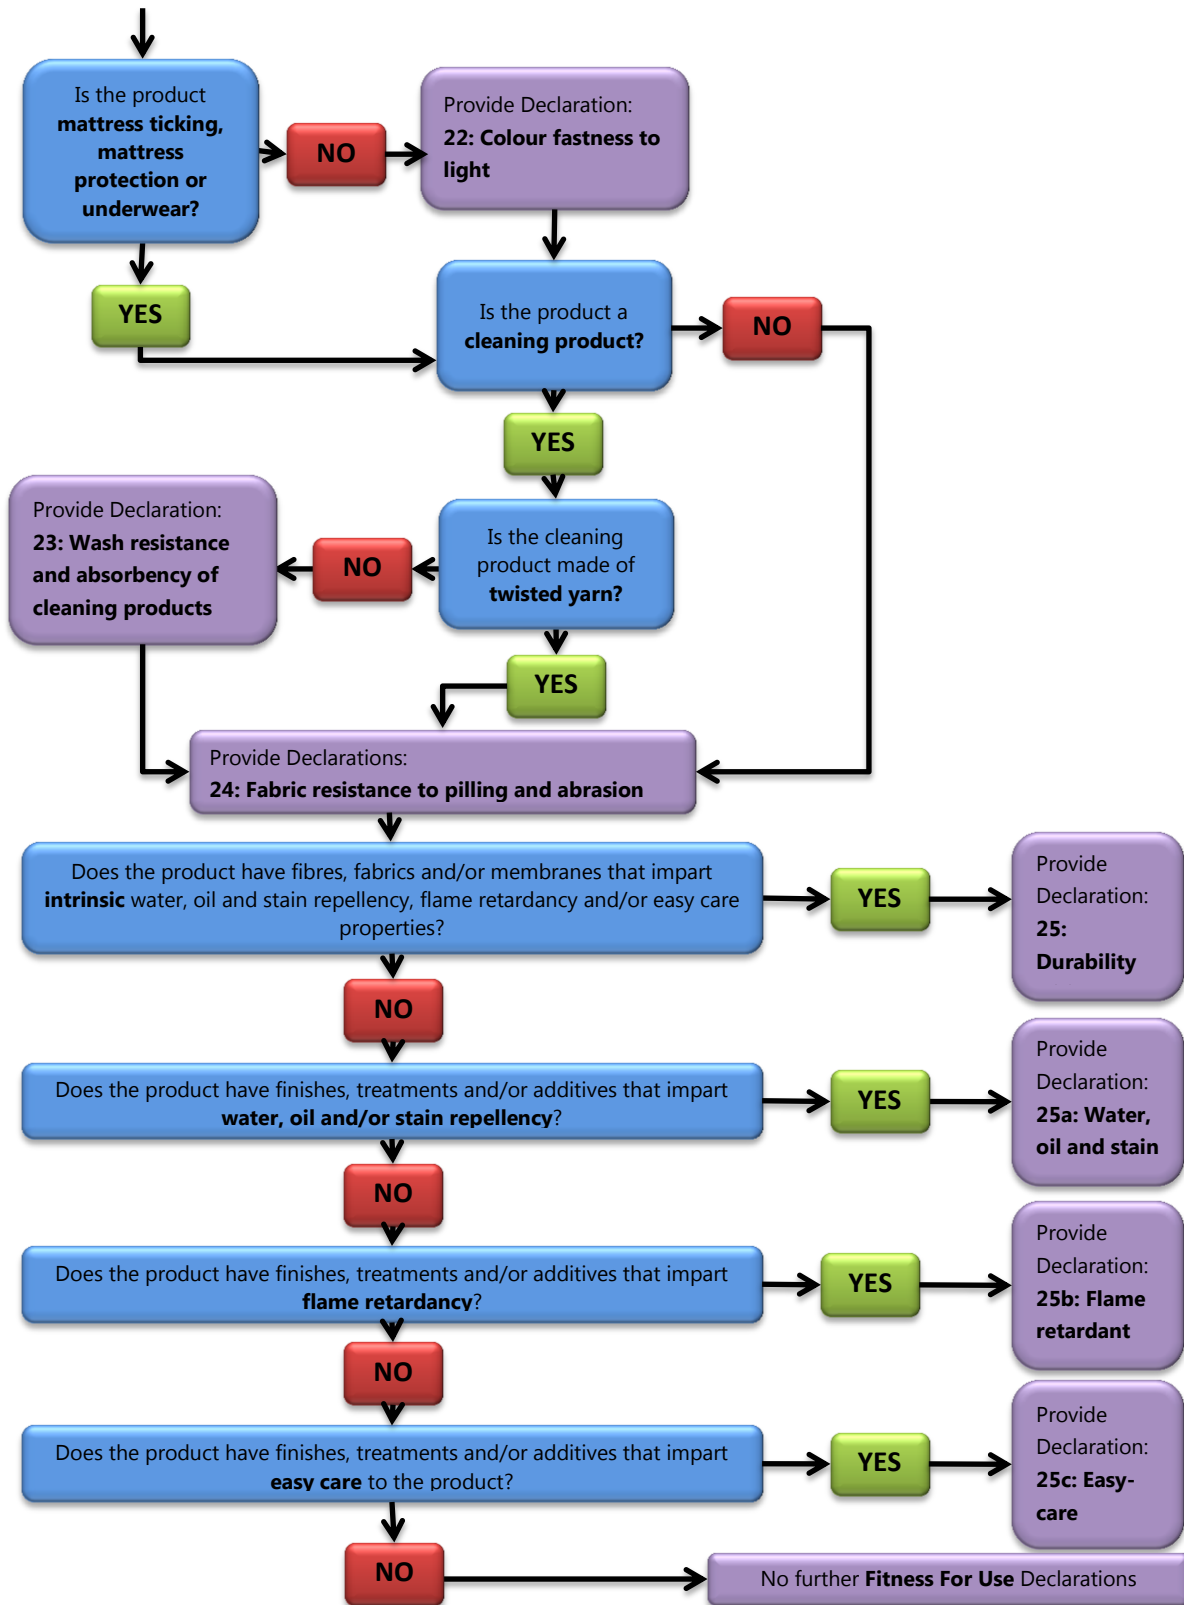 Is the product
mattress ticking,
mattress
protection or
underwear?
NO
Provide Declaration:
22: Colour fastness to
light
YES
Is the product a
cleaning product?
NO
YES
Provide Declaration:
23: Wash resistance
and absorbency of
cleaning products
NO
Is the cleaning
product made of
twisted yarn?
YES
Provide Declarations:
24: Fabric resistance to pilling and abrasion
Does the product have fibres, fabrics and/or membranes that impart
intrinsic water, oil and stain repellency, flame retardancy and/or easy care
properties?
YES
Provide
Declaration:
25:
Durability
NO
Does the product have finishes, treatments and/or additives that impart
water, oil and/or stain repellency?
YES
Provide
Declaration:
25a: Water,
oil and stain
NO
Does the product have finishes, treatments and/or additives that impart
flame retardancy?
YES
Provide
Declaration:
25b: Flame
retardant
NO
Does the product have finishes, treatments and/or additives that impart
easy care to the product?
YES
Provide
Declaration:
25c: Easy-
care
NO
No further Fitness For Use Declarations